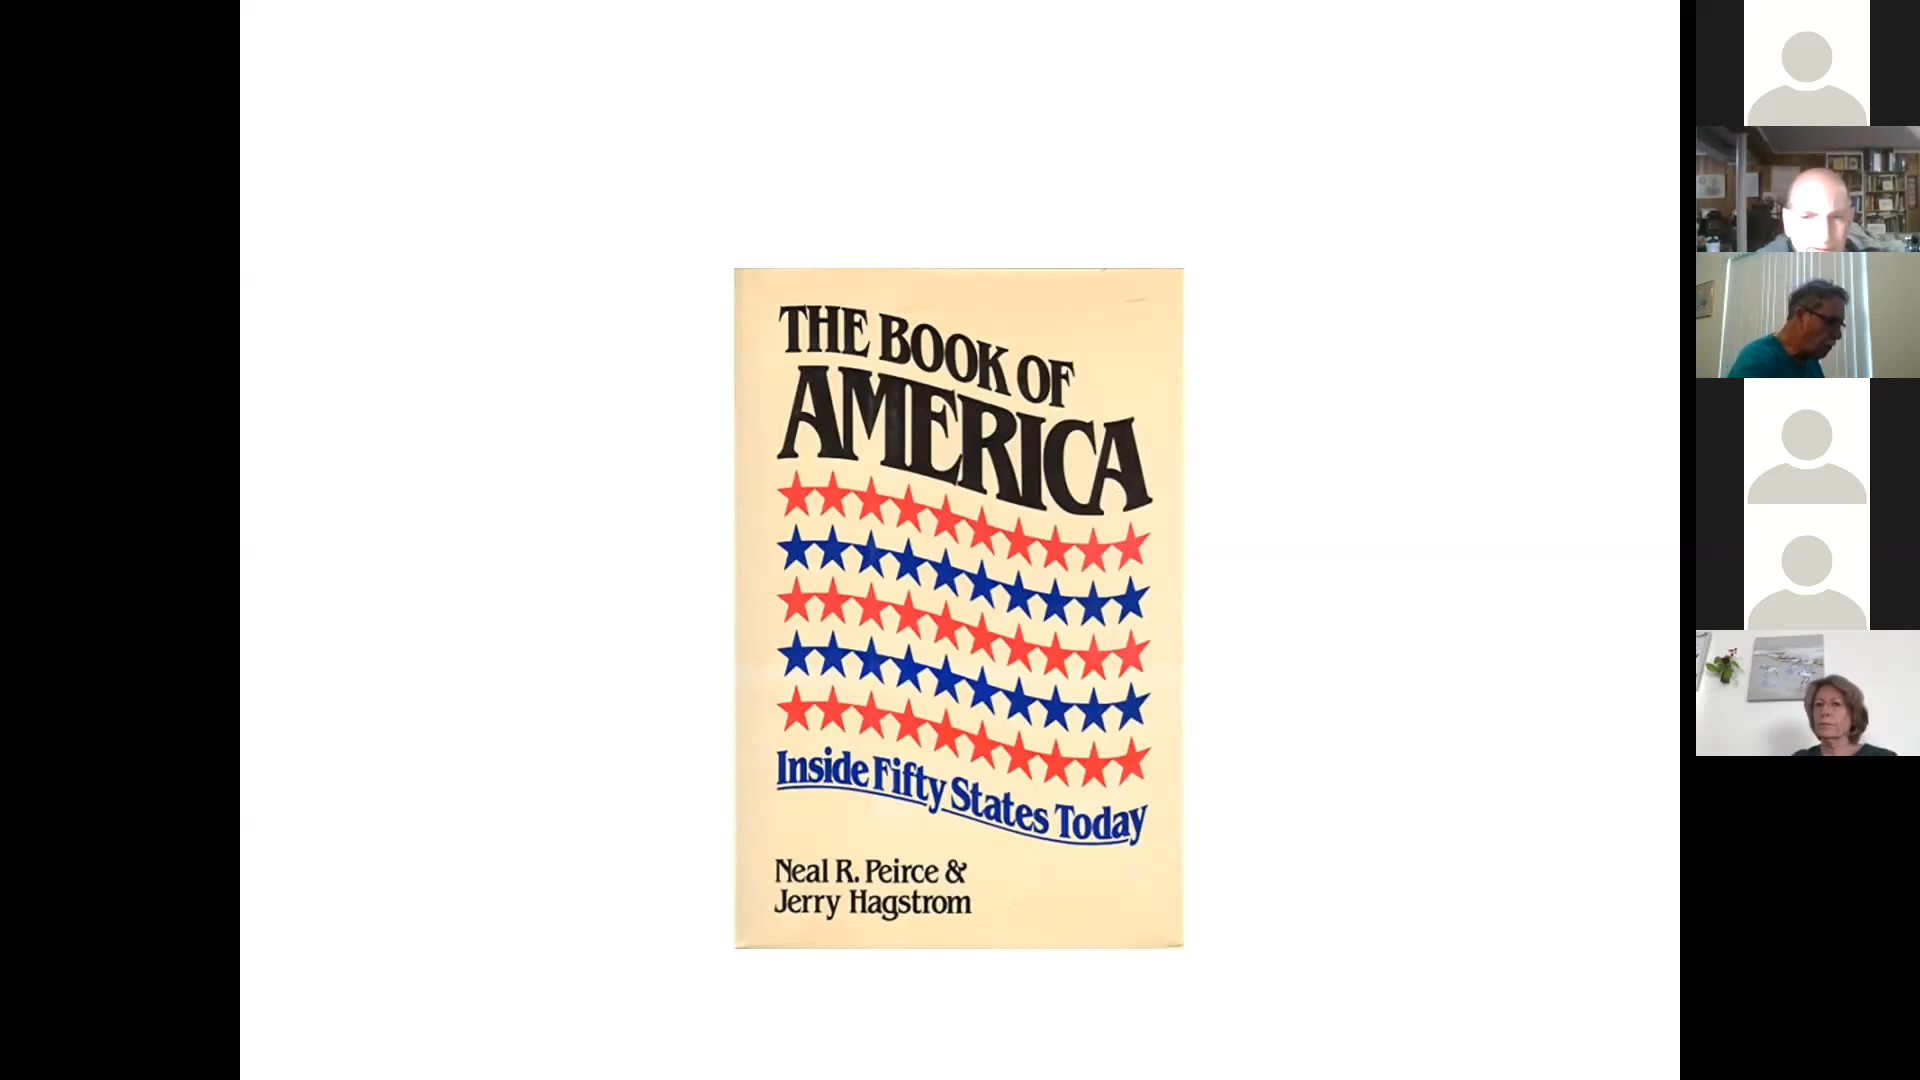 THE BOOK OF
AMERICA
Inside Fifty States Today
Neal R. Peirce &
Jerry Hagstrom